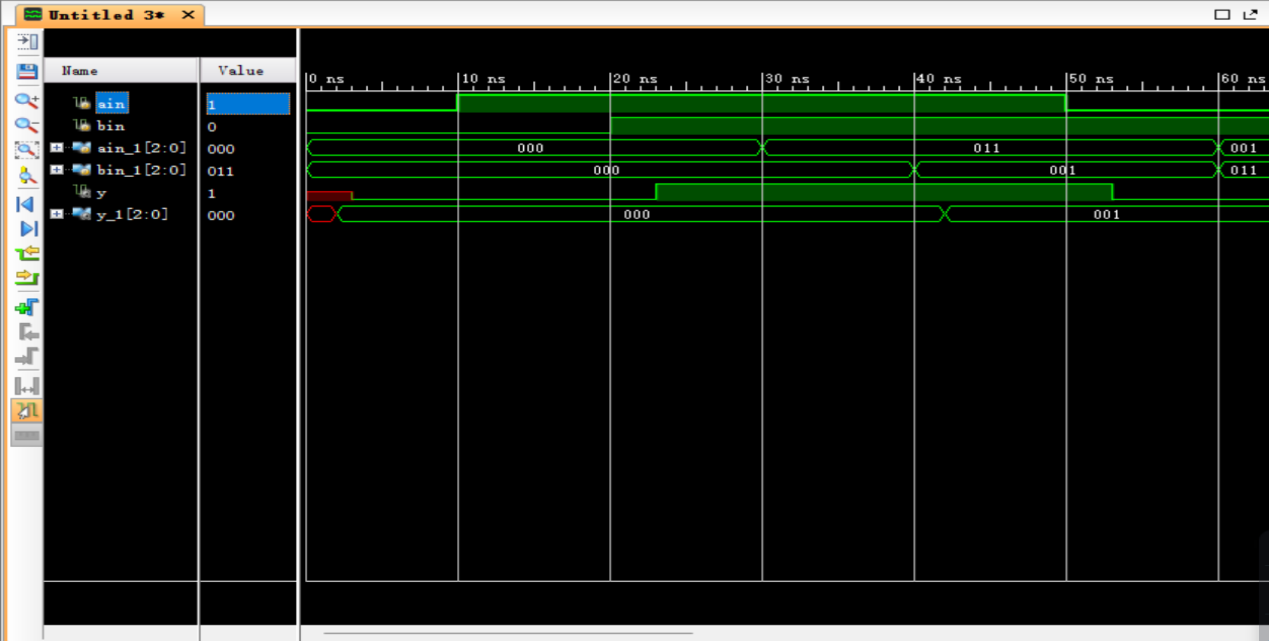 Untitled 3*
Name Value
0 ns 10 ns 20 ns 30 ns 40 ns 50 ns 60 ns
ain 1
bin 0
ain_1[2:0] 000 000 011 001
bin_1[2:0] 011 000 001 011
y 1
y_1[2:0] 000 000 001